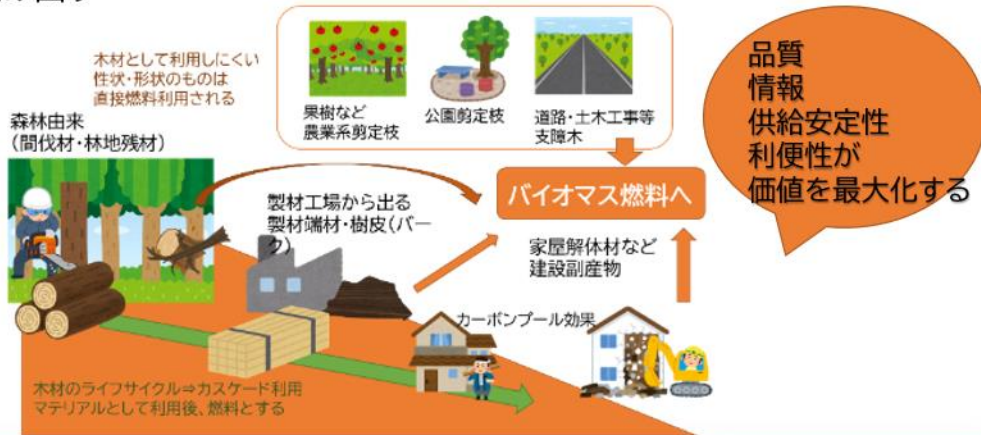 木材として利用しにくい
性状・形状のものは
直接燃料利用される
森林由来
(間伐材・林地残材)
果樹など
農業系剪定枝
公園剪定枝
道路・土木工事等
支障木
バイオマス燃料へ
品質
情報
供給安定性
利便性が
価値を最大化する
製材工場から出る
製材端材・樹皮(バー
ク)
家屋解体材など
建設副産物
カーボンプール効果
木材のライフサイクル⇒カスケード利用
マテリアルとして利用後、燃料とする